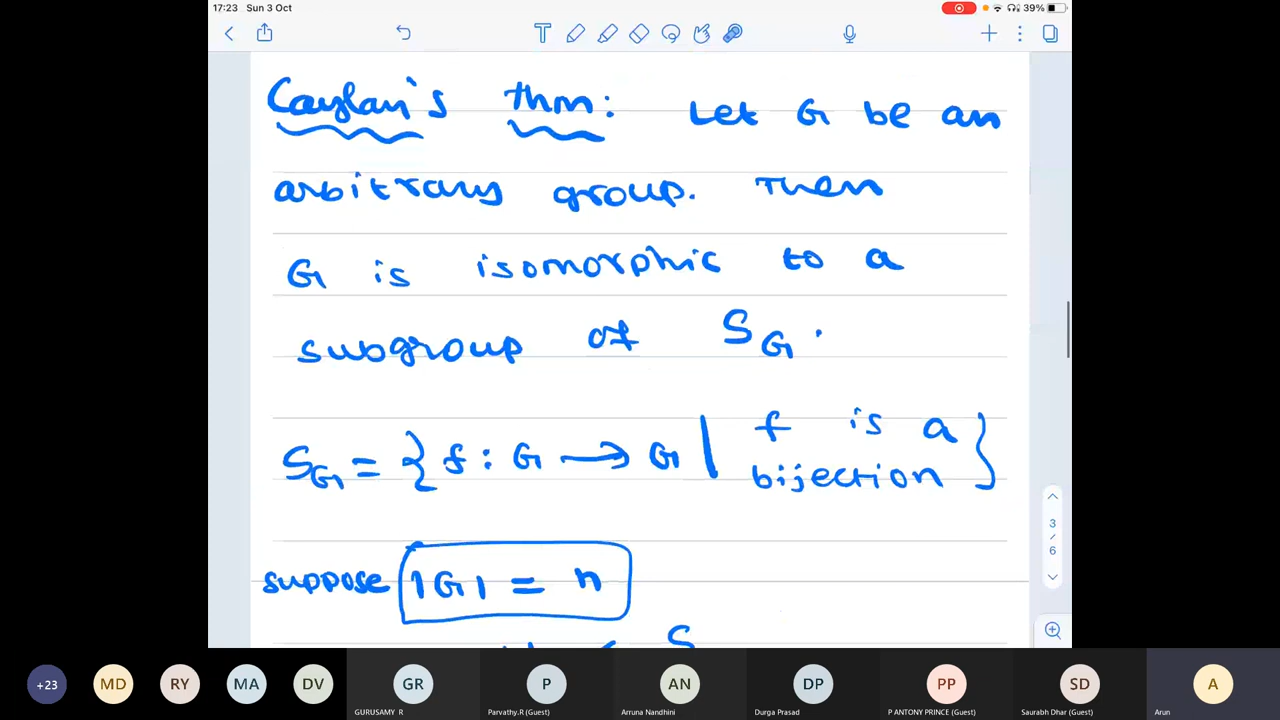 17:23 Sun 3 Oct
39%
Caylay's thm: Let G be an
arbitrary group. Then
G is isomorphic to a
subgroup of S_G.
S_G = { f : G → G | f is a bijection }
suppose |G| = n
3
/
6
+23
MD
RY
MA
DV
GR
P
AN
DP
PP
SD
A
GURUSAMY R
Parvathy.R (Guest)
Arruna Nandhini
Durga Prasad
P ANTONY PRINCE (Guest)
Saurabh Dhar (Guest)
Arun